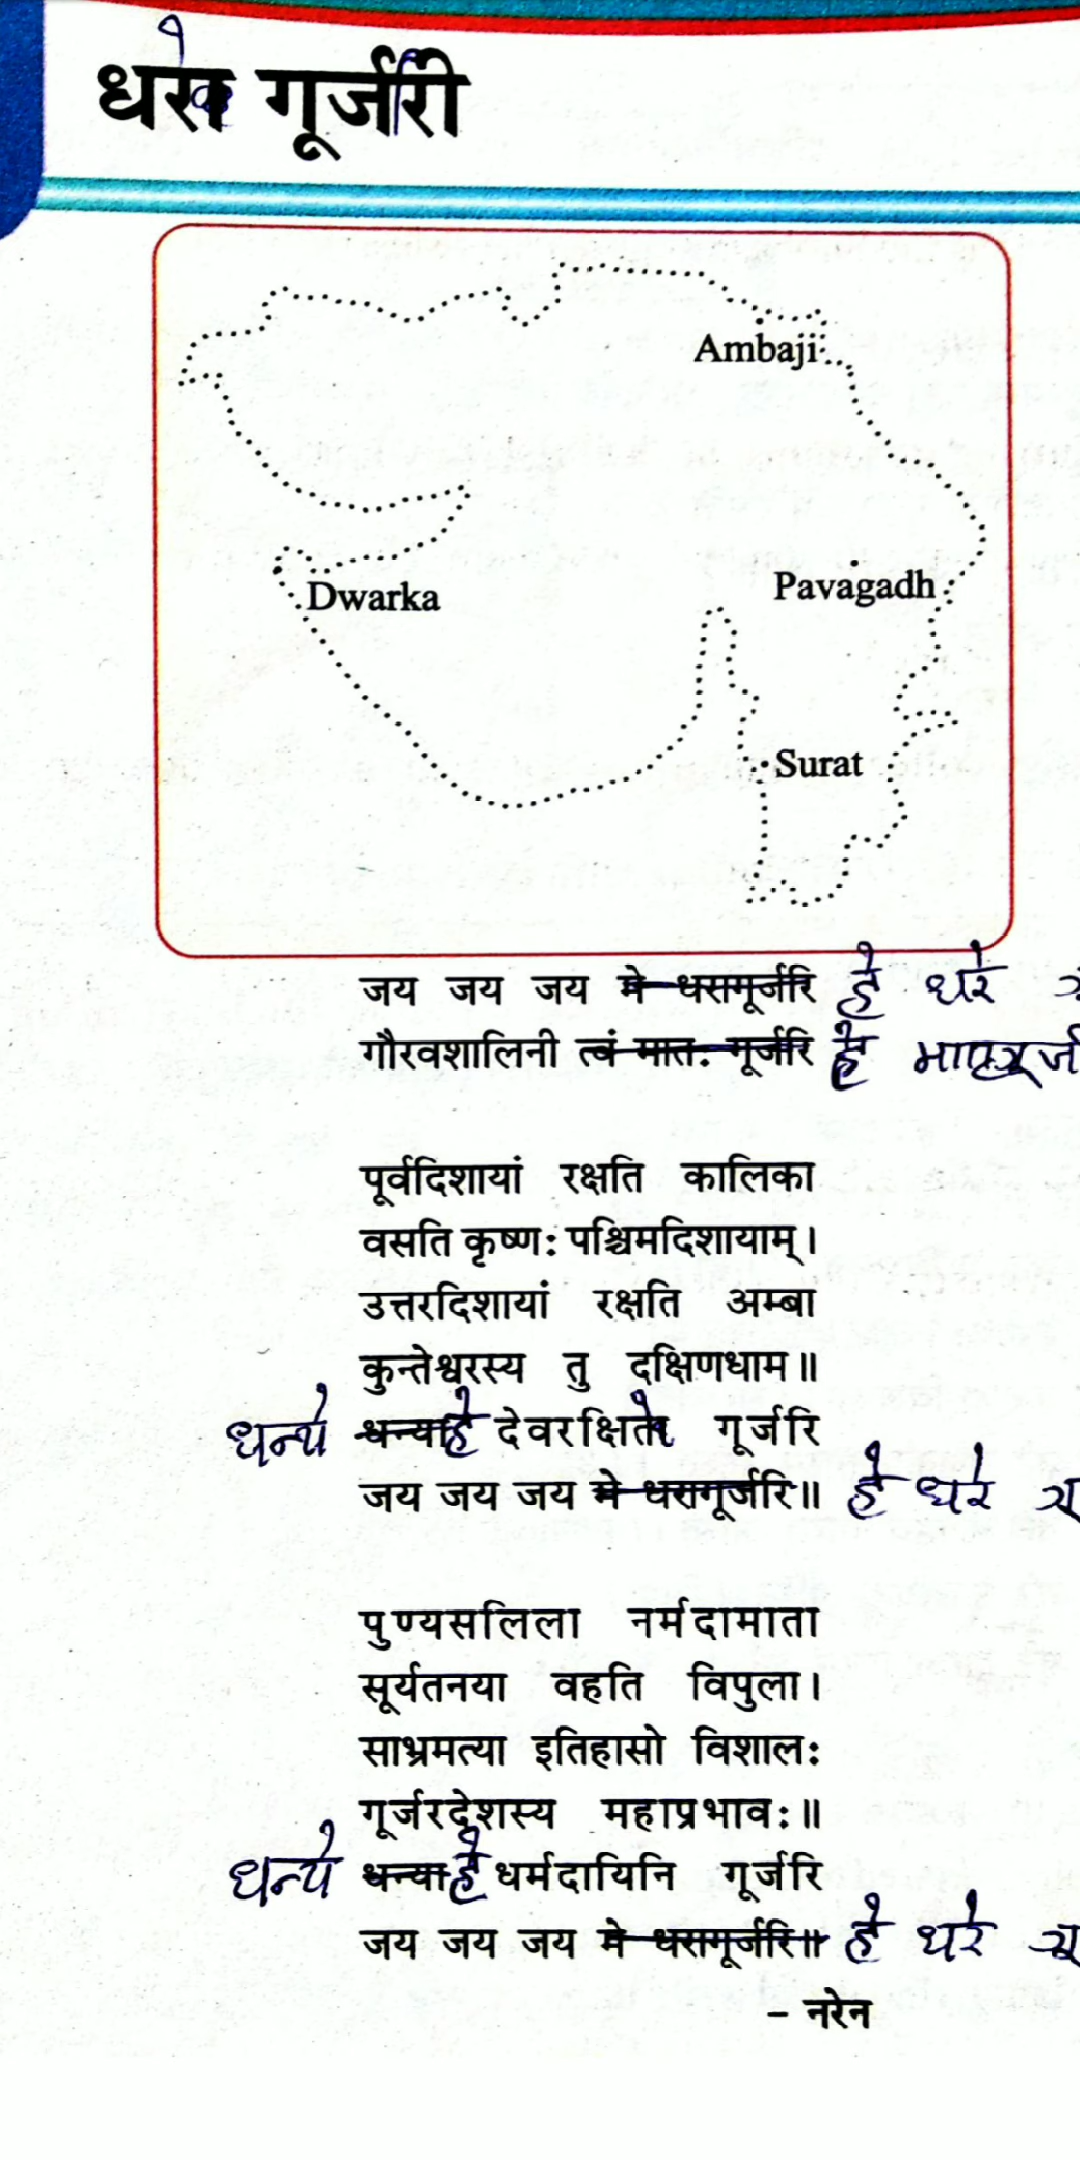 धरा गूर्जरी
Ambaji
Dwarka
Pavagadh
Surat
जय जय जय मे धरागूर्जरि हे धरे
गौरवशालिनी त्वं मातः गूर्जरि हे
पूर्वदिशायां रक्षति कालिका
वसति कृष्णः पश्चिमदिशायाम्।
उत्तरदिशायां रक्षति अम्बा
कुन्तेश्वरस्य तु दक्षिणधाम॥
धन्ये धन्या हे देवरक्षिते गूर्जरि
जय जय जय मे धरागूर्जरि॥ हे धरे
पुण्यसलिला नर्मदामाता
सूर्यतनया वहति विपुला।
साभ्रमत्या इतिहासो विशालः
गूर्जरदेशस्य महाप्रभावः॥
धन्ये धन्या हे धर्मदायिनि गूर्जरि
जय जय जय मे धरागूर्जरि॥ हे धरे
- नरेन